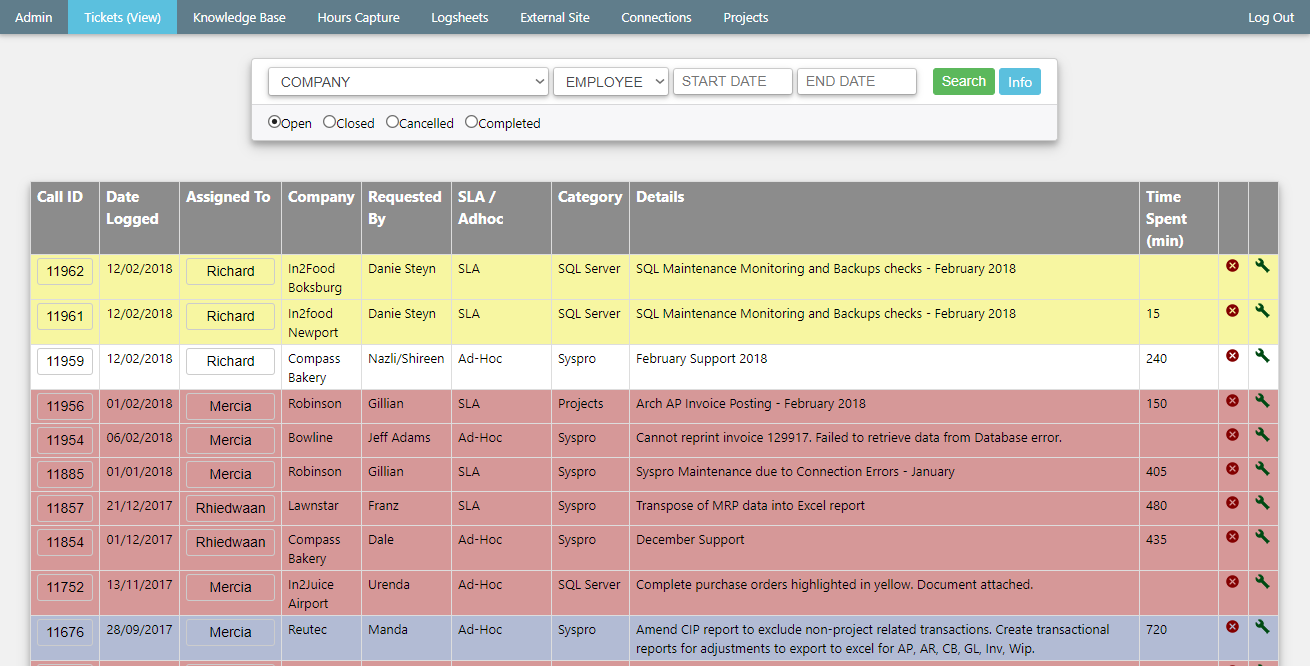 Admin Tickets (View) Knowledge Base Hours Capture Logsheets External Site Connections Projects Log Out
COMPANY EMPLOYEE START DATE END DATE Search Info
Open Closed Cancelled Completed
Call ID Date Assigned To Company Requested SLA / Category Details Time
Logged By Adhoc Spent
(min)
11962 12/02/2018 Richard In2Food Danie Steyn SLA SQL Server SQL Maintenance Monitoring and Backups checks - February 2018
Boksburg
11961 12/02/2018 Richard In2food Danie Steyn SLA SQL Server SQL Maintenance Monitoring and Backups checks - February 2018 15
Newport
11959 12/02/2018 Richard Compass Nazli/Shireen Ad-Hoc Syspro February Support 2018 240
Bakery
11956 01/02/2018 Mercia Robinson Gillian SLA Projects Arch AP Invoice Posting - February 2018 150
11954 06/02/2018 Mercia Bowline Jeff Adams Ad-Hoc Syspro Cannot reprint invoice 129917. Failed to retrieve data from Database error.
11885 01/01/2018 Mercia Robinson Gillian SLA Syspro Syspro Maintenance due to Connection Errors - January 405
11857 21/12/2017 Rhiedwaan Lawnstar Franz SLA Syspro Transpose of MRP data into Excel report 480
11854 01/12/2017 Rhiedwaan Compass Dale Ad-Hoc Syspro December Support 435
Bakery
11752 13/11/2017 Mercia In2Juice Urenda Ad-Hoc SQL Server Complete purchase orders highlighted in yellow. Document attached.
Airport
11676 28/09/2017 Mercia Reutec Manda Ad-Hoc Syspro Amend CIP report to exclude non-project related transactions. Create transactional 720
reports for adjustments to export to excel for AP, AR, CB, GL, Inv, Wip.